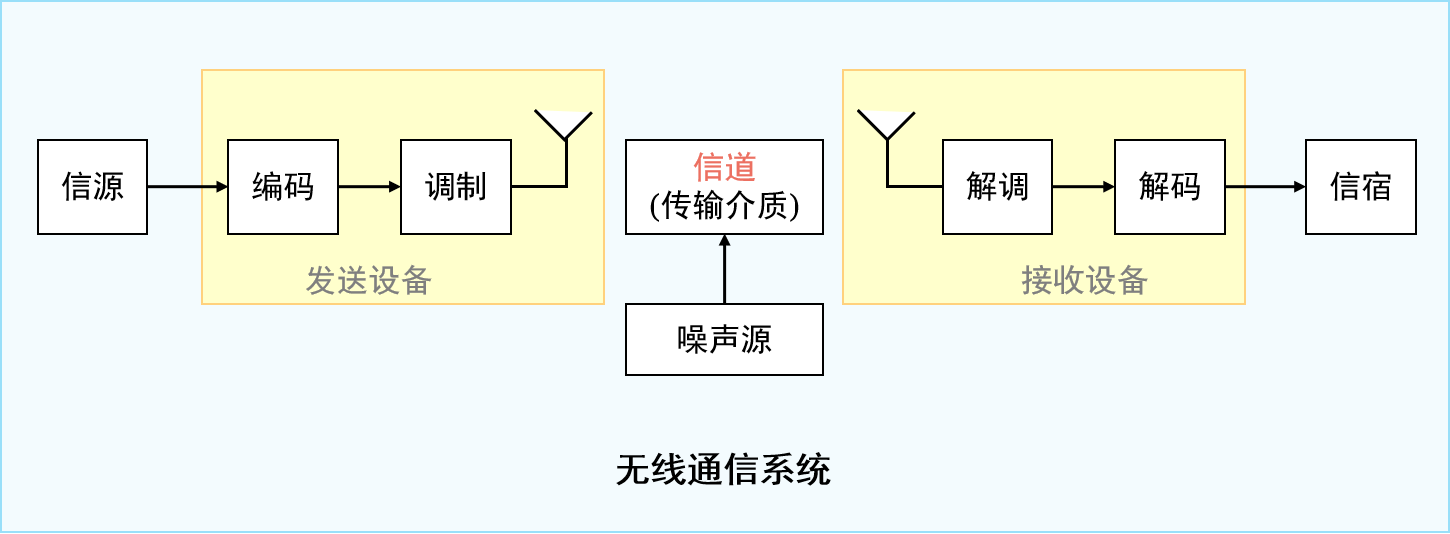 信源
编码
调制
发送设备
信道
(传输介质)
噪声源
解调
解码
接收设备
信宿
无线通信系统